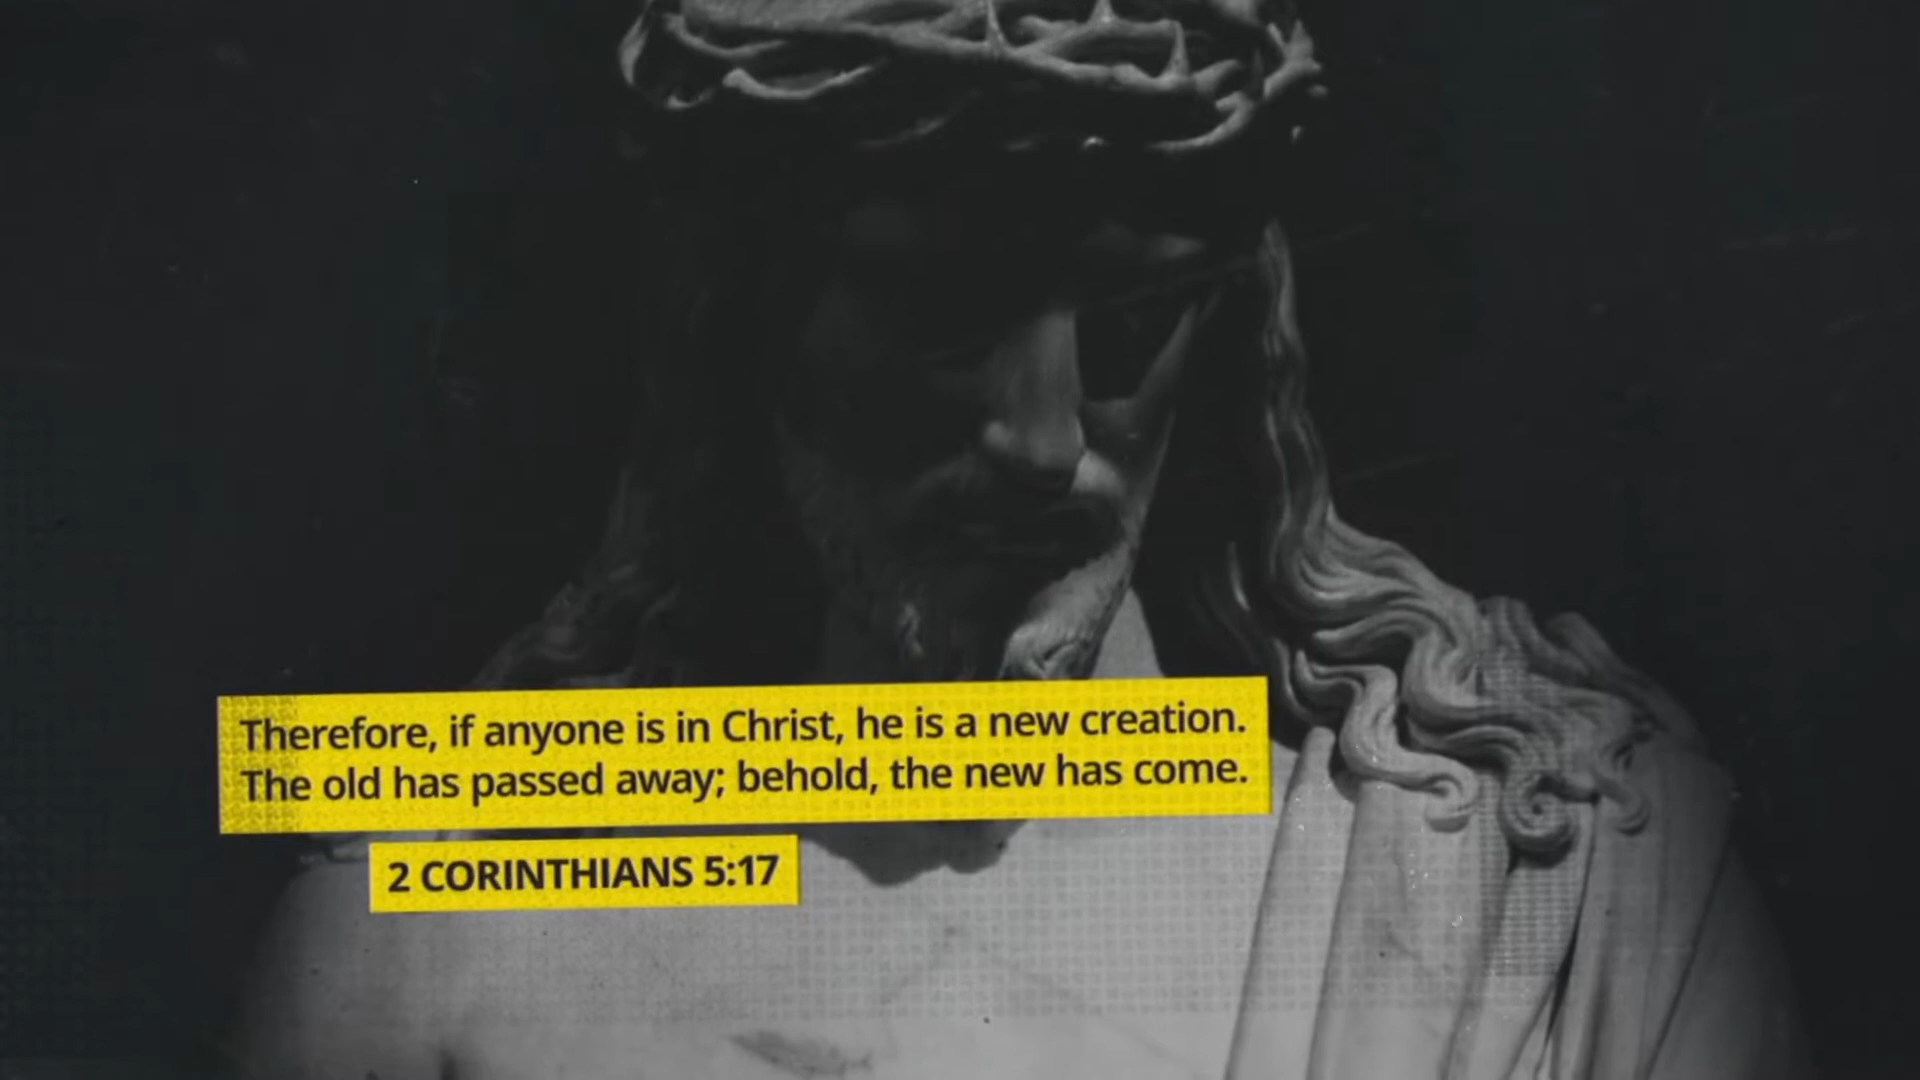 Therefore, if anyone is in Christ, he is a new creation.
The old has passed away; behold, the new has come.
2 CORINTHIANS 5:17